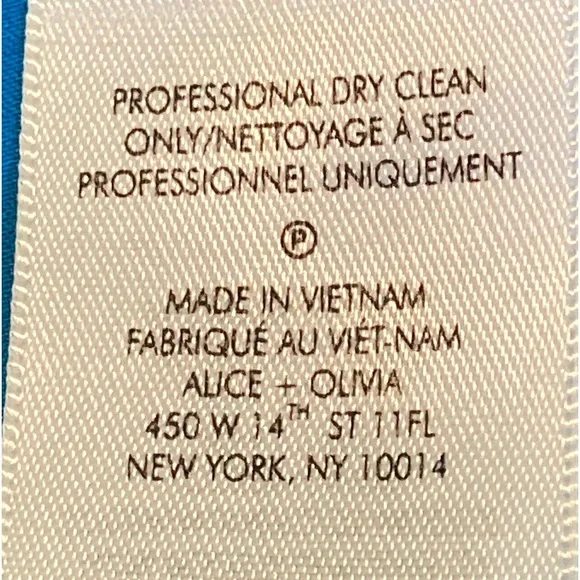 PROFESSIONAL DRY CLEAN
ONLY/NETTOYAGE À SEC
PROFESSIONNEL UNIQUEMENT
P
MADE IN VIETNAM
FABRIQUÉ AU VIÉT-NAM
ALICE + OLIVIA
450 W 14TH ST 11FL
NEW YORK, NY 10014